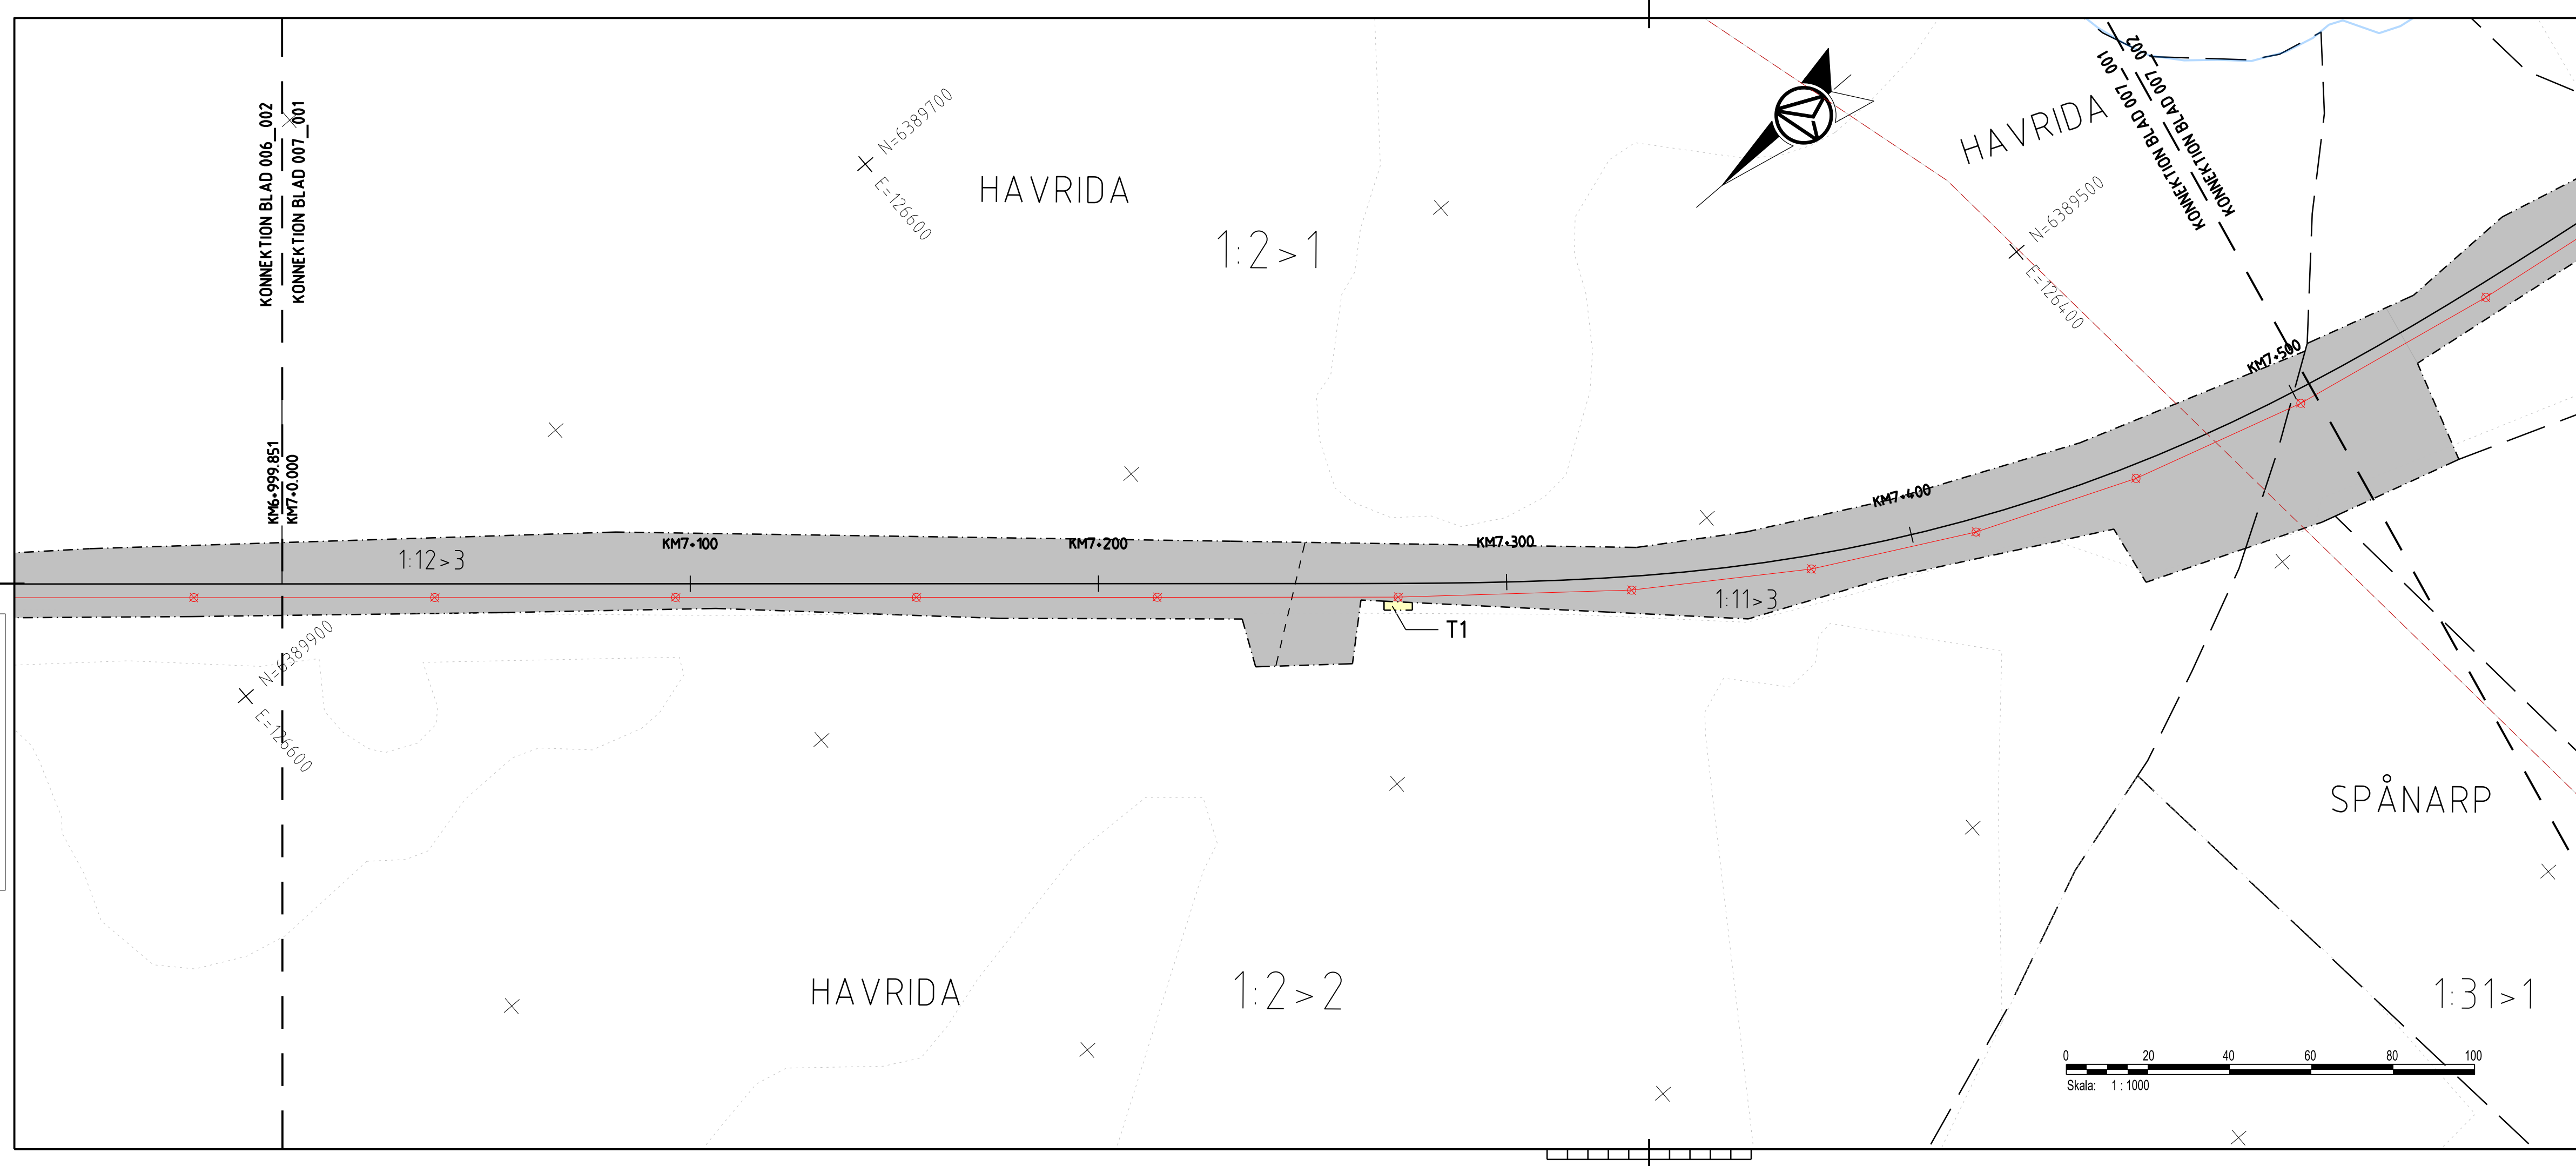 KONNEKTION BLAD 006_002
KONNEKTION BLAD 007_001
N=6389700
E=126600
HAVRIDA
1:2>1
HAVRIDA
KONNEKTION BLAD 007_001
KONNEKTION BLAD 007_002
N=6389500
E=126400
KM6+999.851
KM7+0.000
1:12>3
KM7+100
KM7+200
KM7+300
KM7+400
KM7+500
1:11>3
T1
N=6389900
E=126600
SPÅNARP
HAVRIDA
1:2>2
1:31>1
0 20 40 60 80 100
Skala: 1 : 1000